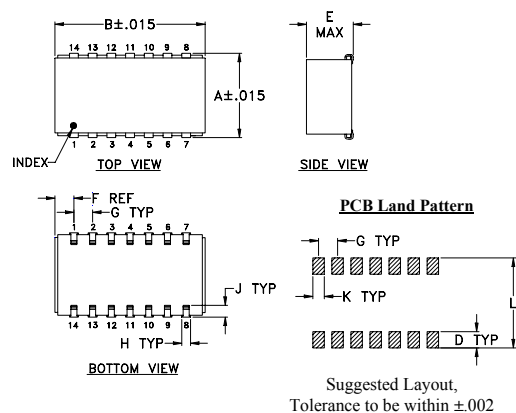 B±.015
14 13 12 11 10 9 8
A±.015
1 2 3 4 5 6 7
INDEX
TOP VIEW
E
MAX
SIDE VIEW
F REF
G TYP
1 2 3 4 5 6 7
J TYP
14 13 12 11 10 9 8
H TYP
BOTTOM VIEW
PCB Land Pattern
G TYP
K TYP
L
D TYP
Suggested Layout,
Tolerance to be within ±.002